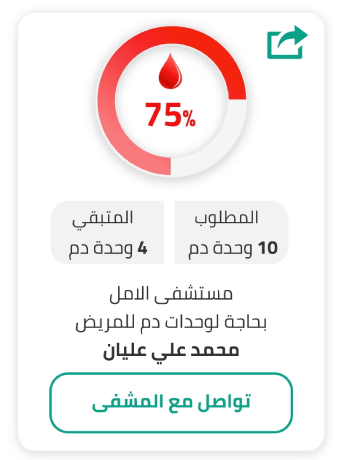 75%
المطلوب
10 وحدة دم
المتبقي
4 وحدة دم
مستشفى الامل
بحاجة لوحدات دم للمريض
محمد علي عليان
تواصل مع المشفى